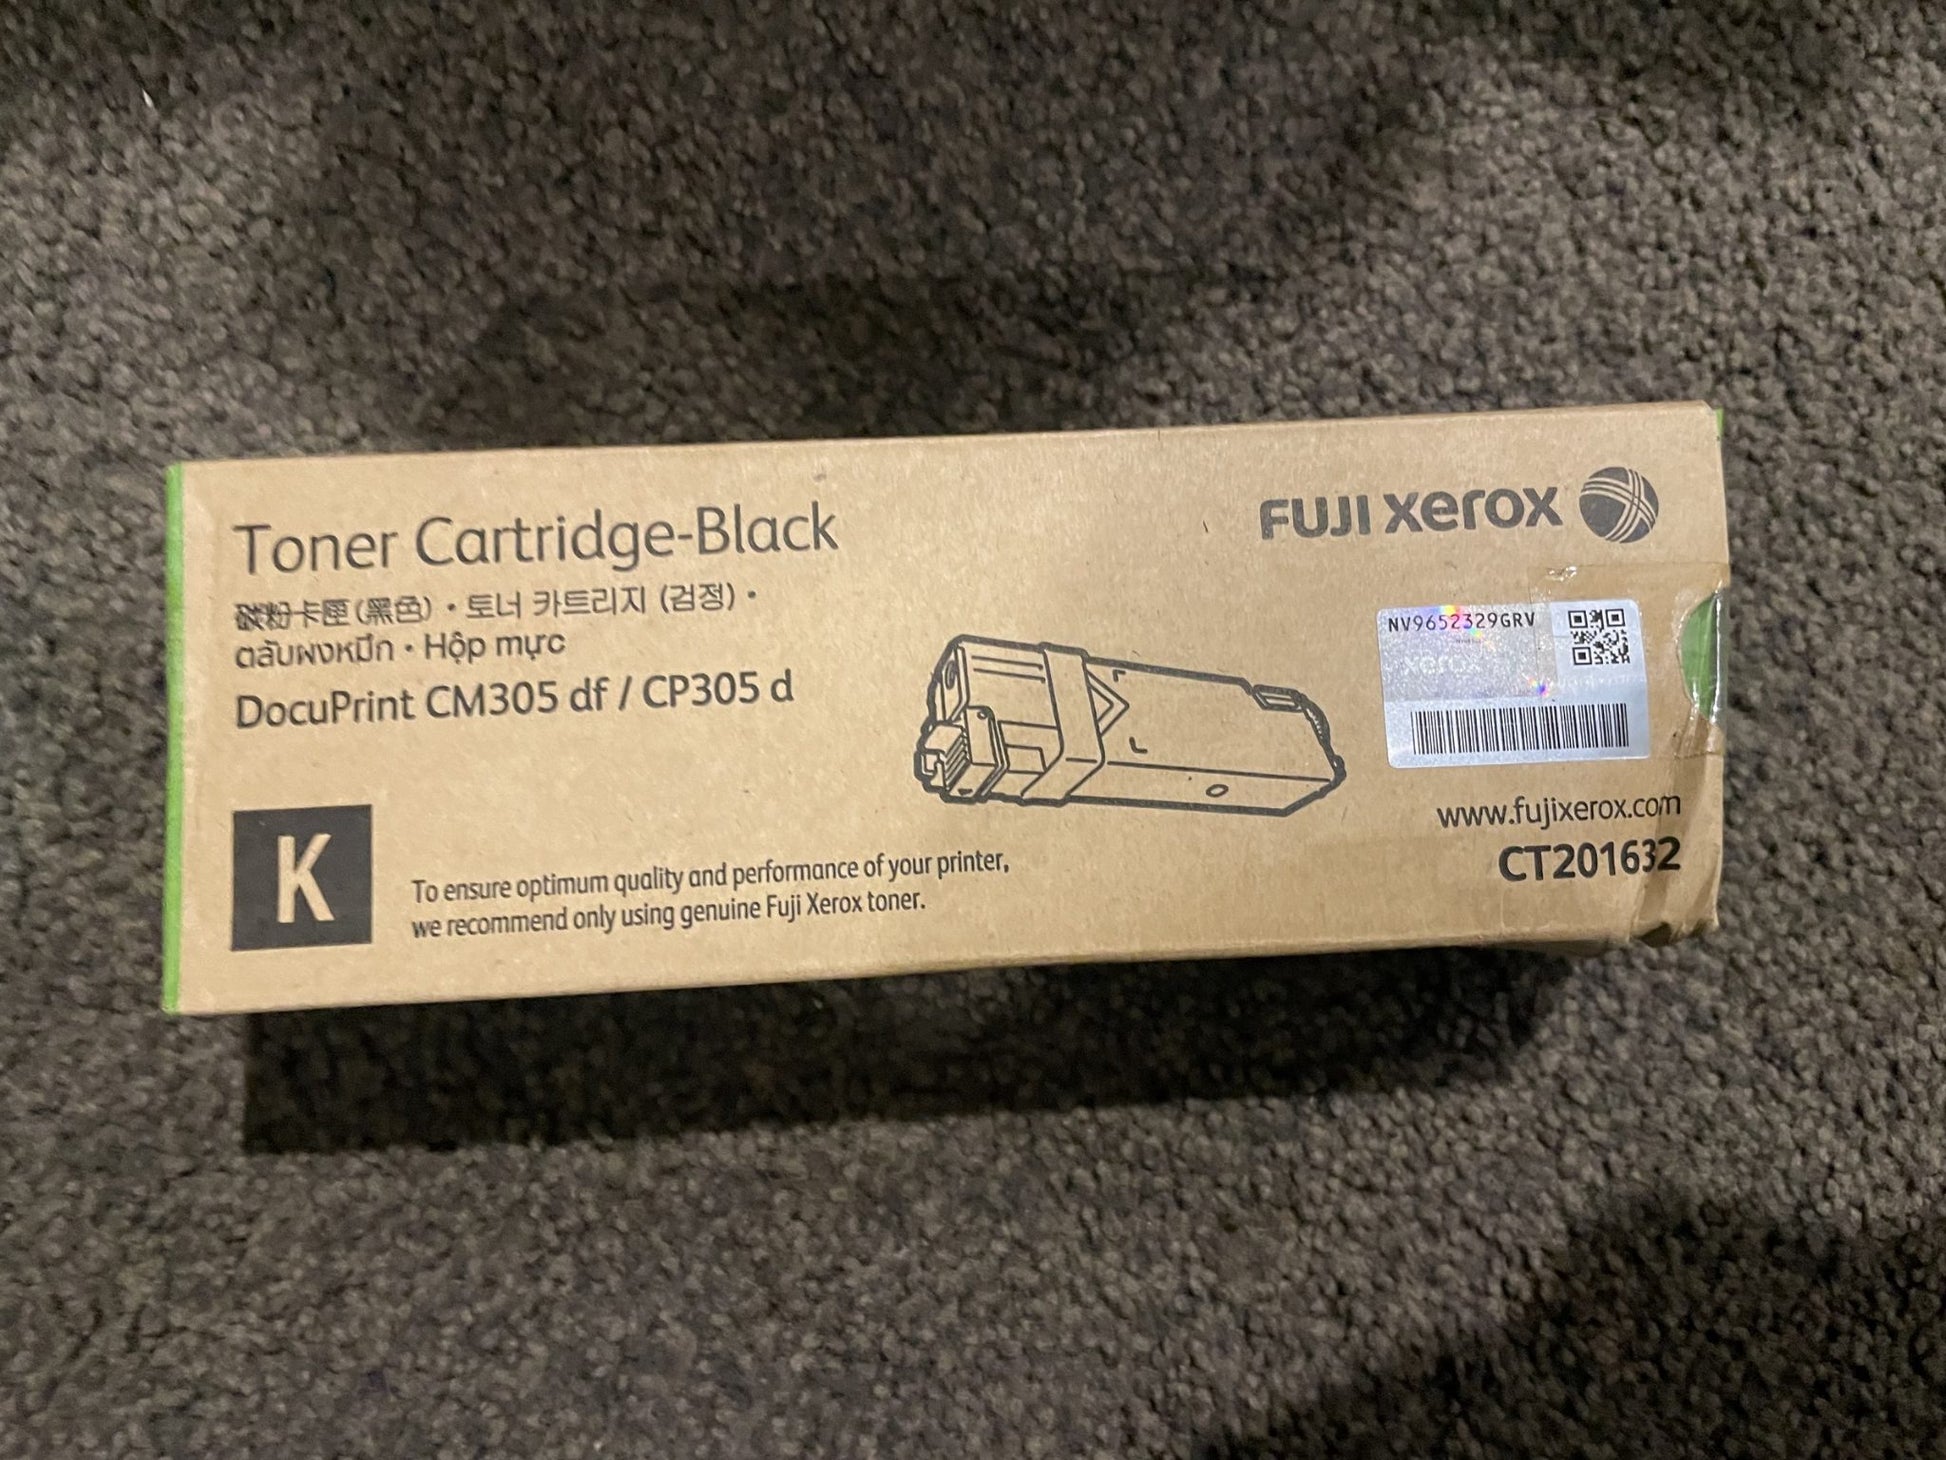 Toner Cartridge-Black
碳粉卡匣 (黑色) · 토너 카트리지 (검정) ·
ตลับผงหมึก · Hộp mực
DocuPrint CM305 df / CP305 d
K
To ensure optimum quality and performance of your printer,
we recommend only using genuine Fuji Xerox toner.
FUJI xerox
NV9652329GRV
xerox
www.fujixerox.com
CT201632